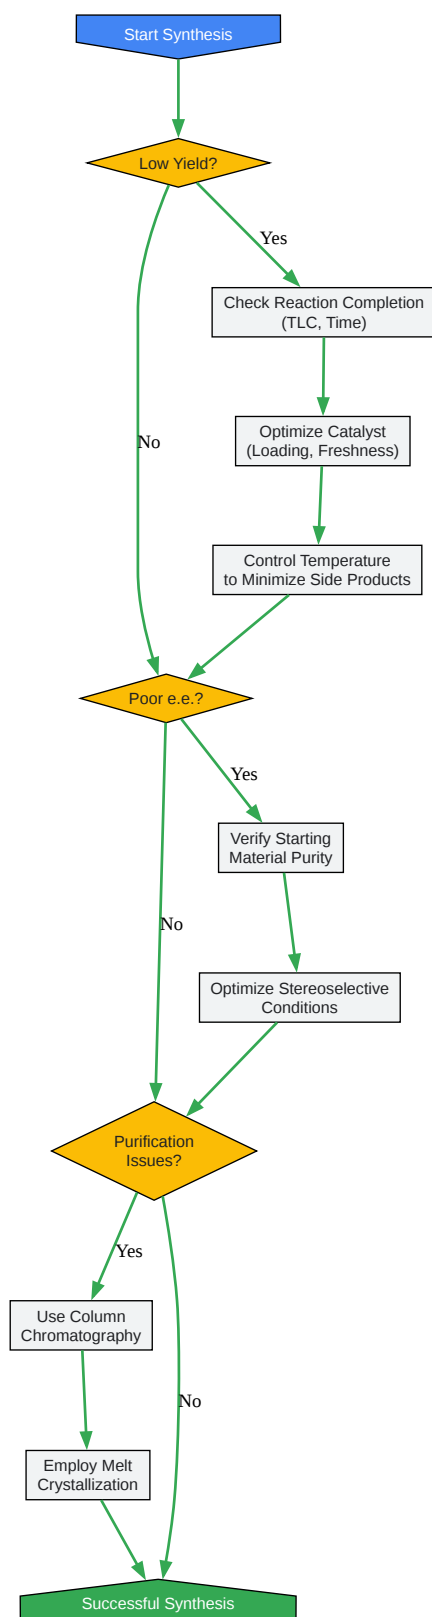 Start Synthesis
Low Yield?
Yes
Check Reaction Completion
(TLC, Time)
Optimize Catalyst
(Loading, Freshness)
No
Control Temperature
to Minimize Side Products
Poor e.e.?
Yes
Verify Starting
Material Purity
No
Optimize Stereoselective
Conditions
Purification
Issues?
Yes
Use Column
Chromatography
No
Employ Melt
Crystallization
Successful Synthesis